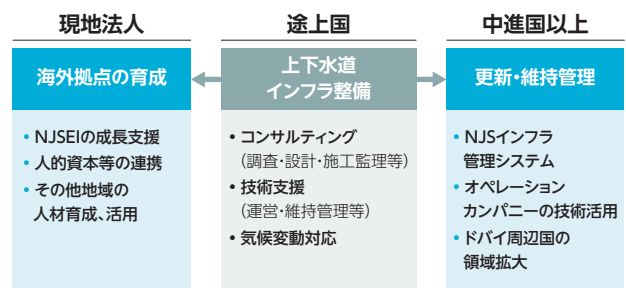 現地法人
海外拠点の育成
• NJSEIの成長支援
• 人的資本等の連携
• その他地域の
人材育成、活用
途上国
上下水道
インフラ整備
• コンサルティング
(調査・設計・施工監理等)
• 技術支援
(運営・維持管理等)
• 気候変動対応
中進国以上
更新・維持管理
• NJSインフラ
管理システム
• オペレーション
カンパニーの技術活用
• ドバイ周辺国の
領域拡大